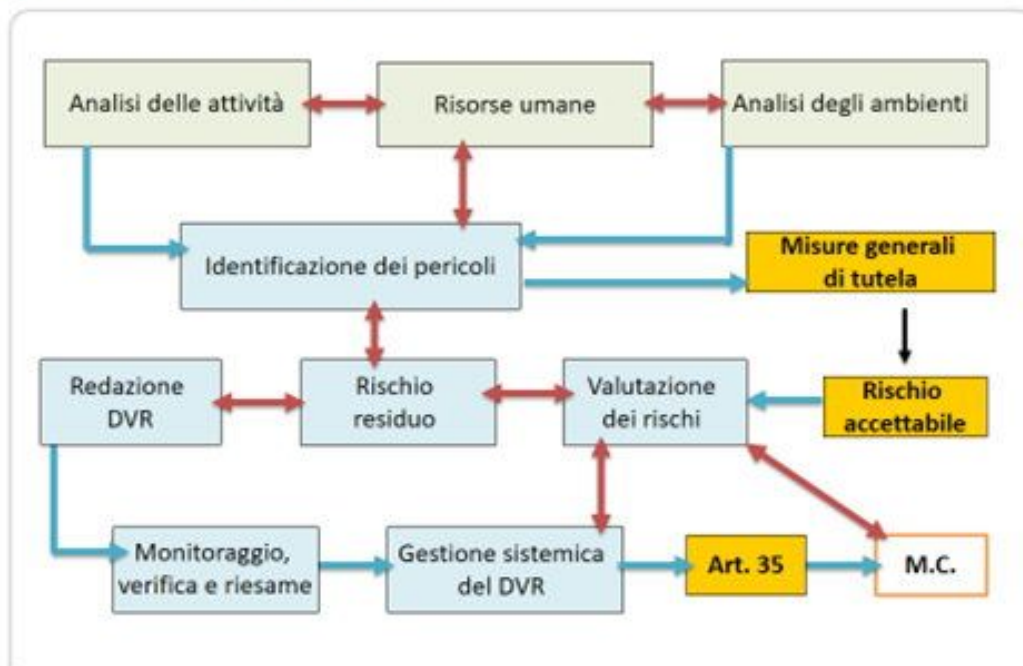 Analisi delle attività
Risorse umane
Analisi degli ambienti
Identificazione dei pericoli
Misure generali
di tutela
Redazione
DVR
Rischio
residuo
Valutazione
dei rischi
Rischio
accettabile
Monitoraggio,
verifica e riesame
Gestione sistemica
del DVR
Art. 35
M.C.